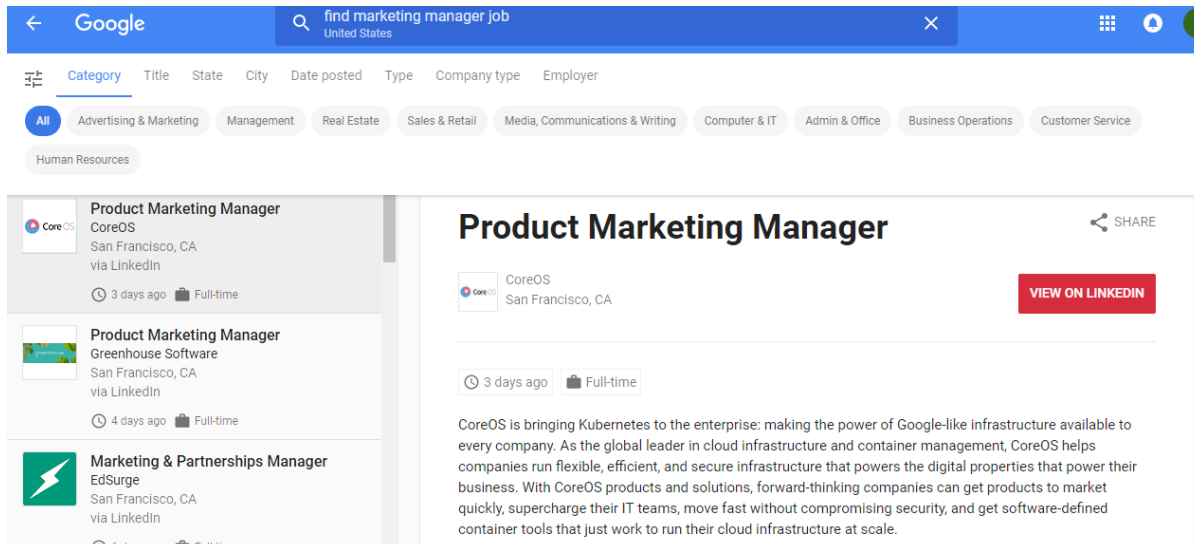 Google
find marketing manager job
United States
Category Title State City Date posted Type Company type Employer
All Advertising & Marketing Management Real Estate Sales & Retail Media, Communications & Writing Computer & IT Admin & Office Business Operations Customer Service
Human Resources
CoreOS
Product Marketing Manager
CoreOS
San Francisco, CA
via LinkedIn
3 days ago Full-time
greenhouse
Product Marketing Manager
Greenhouse Software
San Francisco, CA
via LinkedIn
4 days ago Full-time
Marketing & Partnerships Manager
EdSurge
San Francisco, CA
via LinkedIn
Product Marketing Manager
SHARE
CoreOS
CoreOS
San Francisco, CA
VIEW ON LINKEDIN
3 days ago Full-time
CoreOS is bringing Kubernetes to the enterprise: making the power of Google-like infrastructure available to
every company. As the global leader in cloud infrastructure and container management, CoreOS helps
companies run flexible, efficient, and secure infrastructure that powers the digital properties that power their
business. With CoreOS products and solutions, forward-thinking companies can get products to market
quickly, supercharge their IT teams, move fast without compromising security, and get software-defined
container tools that just work to run their cloud infrastructure at scale.